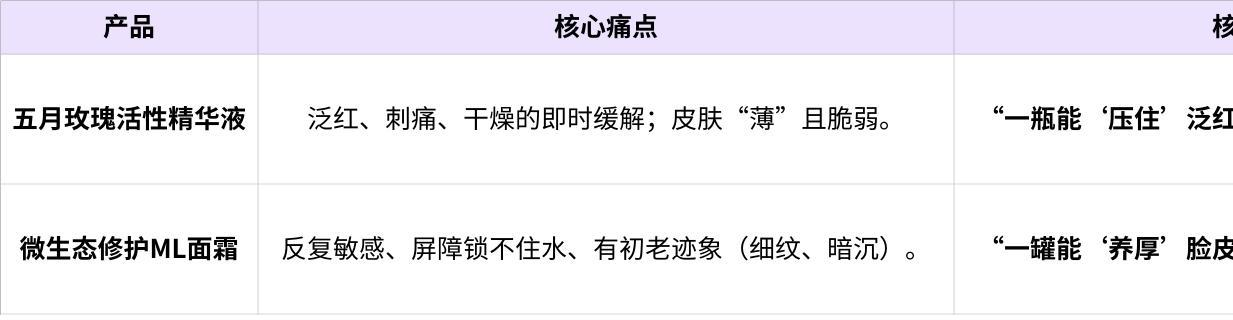 产品 核心痛点 核
五月玫瑰活性精华液 泛红、刺痛、干燥的即时缓解；皮肤“薄”且脆弱。 “一瓶能‘压住’泛红
微生态修护ML面霜 反复敏感、屏障锁不住水、有初老迹象（细纹、暗沉）。 “一罐能‘养厚’脸皮